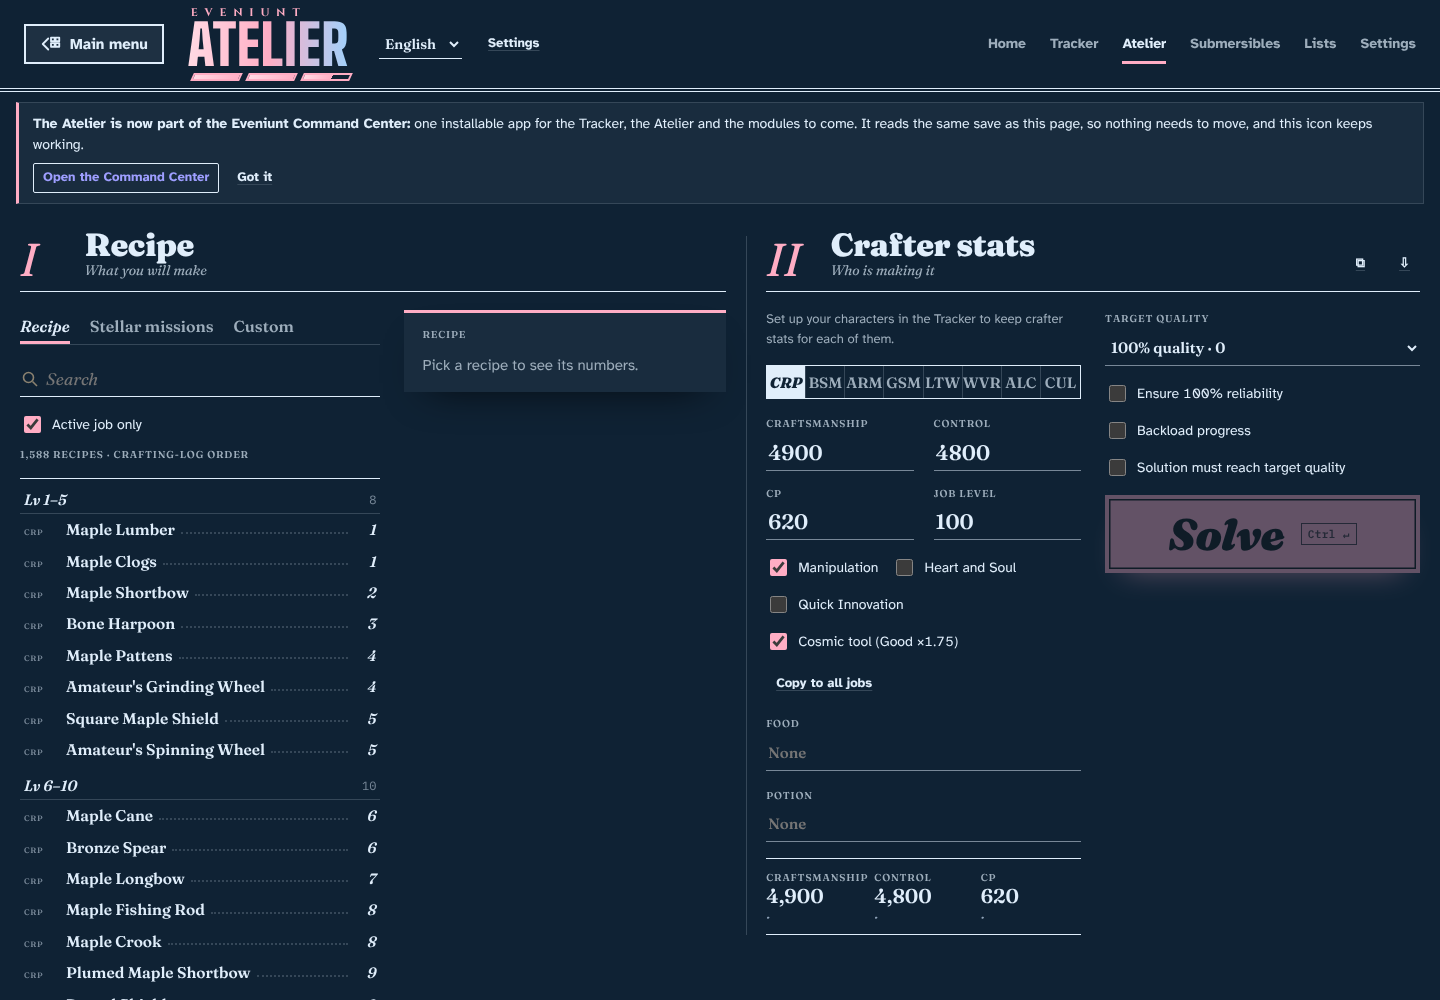 Main menu
EVENIUNT
ATELIER
English
Settings
Home
Tracker
Atelier
Submersibles
Lists
Settings
The Atelier is now part of the Eveniunt Command Center: one installable app for the Tracker, the Atelier and the modules to come. It reads the same save as this page, so nothing needs to move, and this icon keeps
working.
Open the Command Center
Got it
I
Recipe
What you will make
Recipe
Stellar missions
Custom
Search
Active job only
1,588 RECIPES · CRAFTING-LOG ORDER
Lv 1–5 8
CRP Maple Lumber 1
CRP Maple Clogs 1
CRP Maple Shortbow 2
CRP Bone Harpoon 3
CRP Maple Pattens 4
CRP Amateur's Grinding Wheel 4
CRP Square Maple Shield 5
CRP Amateur's Spinning Wheel 5
Lv 6–10 10
CRP Maple Cane 6
CRP Bronze Spear 6
CRP Maple Longbow 7
CRP Maple Fishing Rod 8
CRP Maple Crook 8
CRP Plumed Maple Shortbow 9
RECIPE
Pick a recipe to see its numbers.
II
Crafter stats
Who is making it
Set up your characters in the Tracker to keep crafter
stats for each of them.
CRP BSM ARM GSM LTW WVR ALC CUL
CRAFTSMANSHIP CONTROL
4900 4800
CP JOB LEVEL
620 100
Manipulation Heart and Soul
Quick Innovation
Cosmic tool (Good ×1.75)
Copy to all jobs
FOOD
None
POTION
None
CRAFTSMANSHIP CONTROL CP
4,900 4,800 620
· · ·
TARGET QUALITY
100% quality · 0
Ensure 100% reliability
Backload progress
Solution must reach target quality
Solve Ctrl ↵